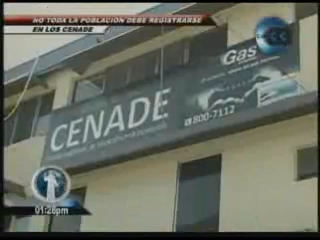 NO TODA LA POBLACIÓN DEBE REGISTRARSE
EN LOS CENADE
Gas
CENADE
800-7112
01:26pm